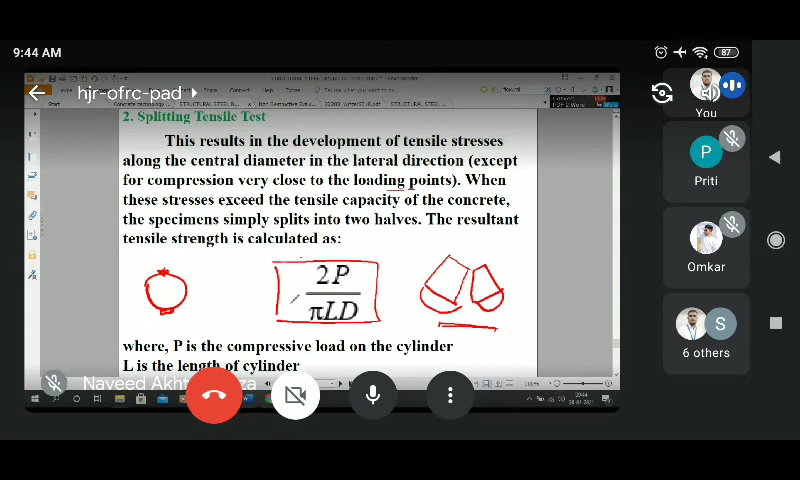 9:44 AM
87
hjr-ofrc-pad
You
2. Splitting Tensile Test
This results in the development of tensile stresses
along the central diameter in the lateral direction (except
for compression very close to the loading points). When
these stresses exceed the tensile capacity of the concrete,
the specimens simply splits into two halves. The resultant
tensile strength is calculated as:
2P
πLD
where, P is the compressive load on the cylinder
L is the length of cylinder
Naveed Akht
P
Priti
Omkar
S
6 others